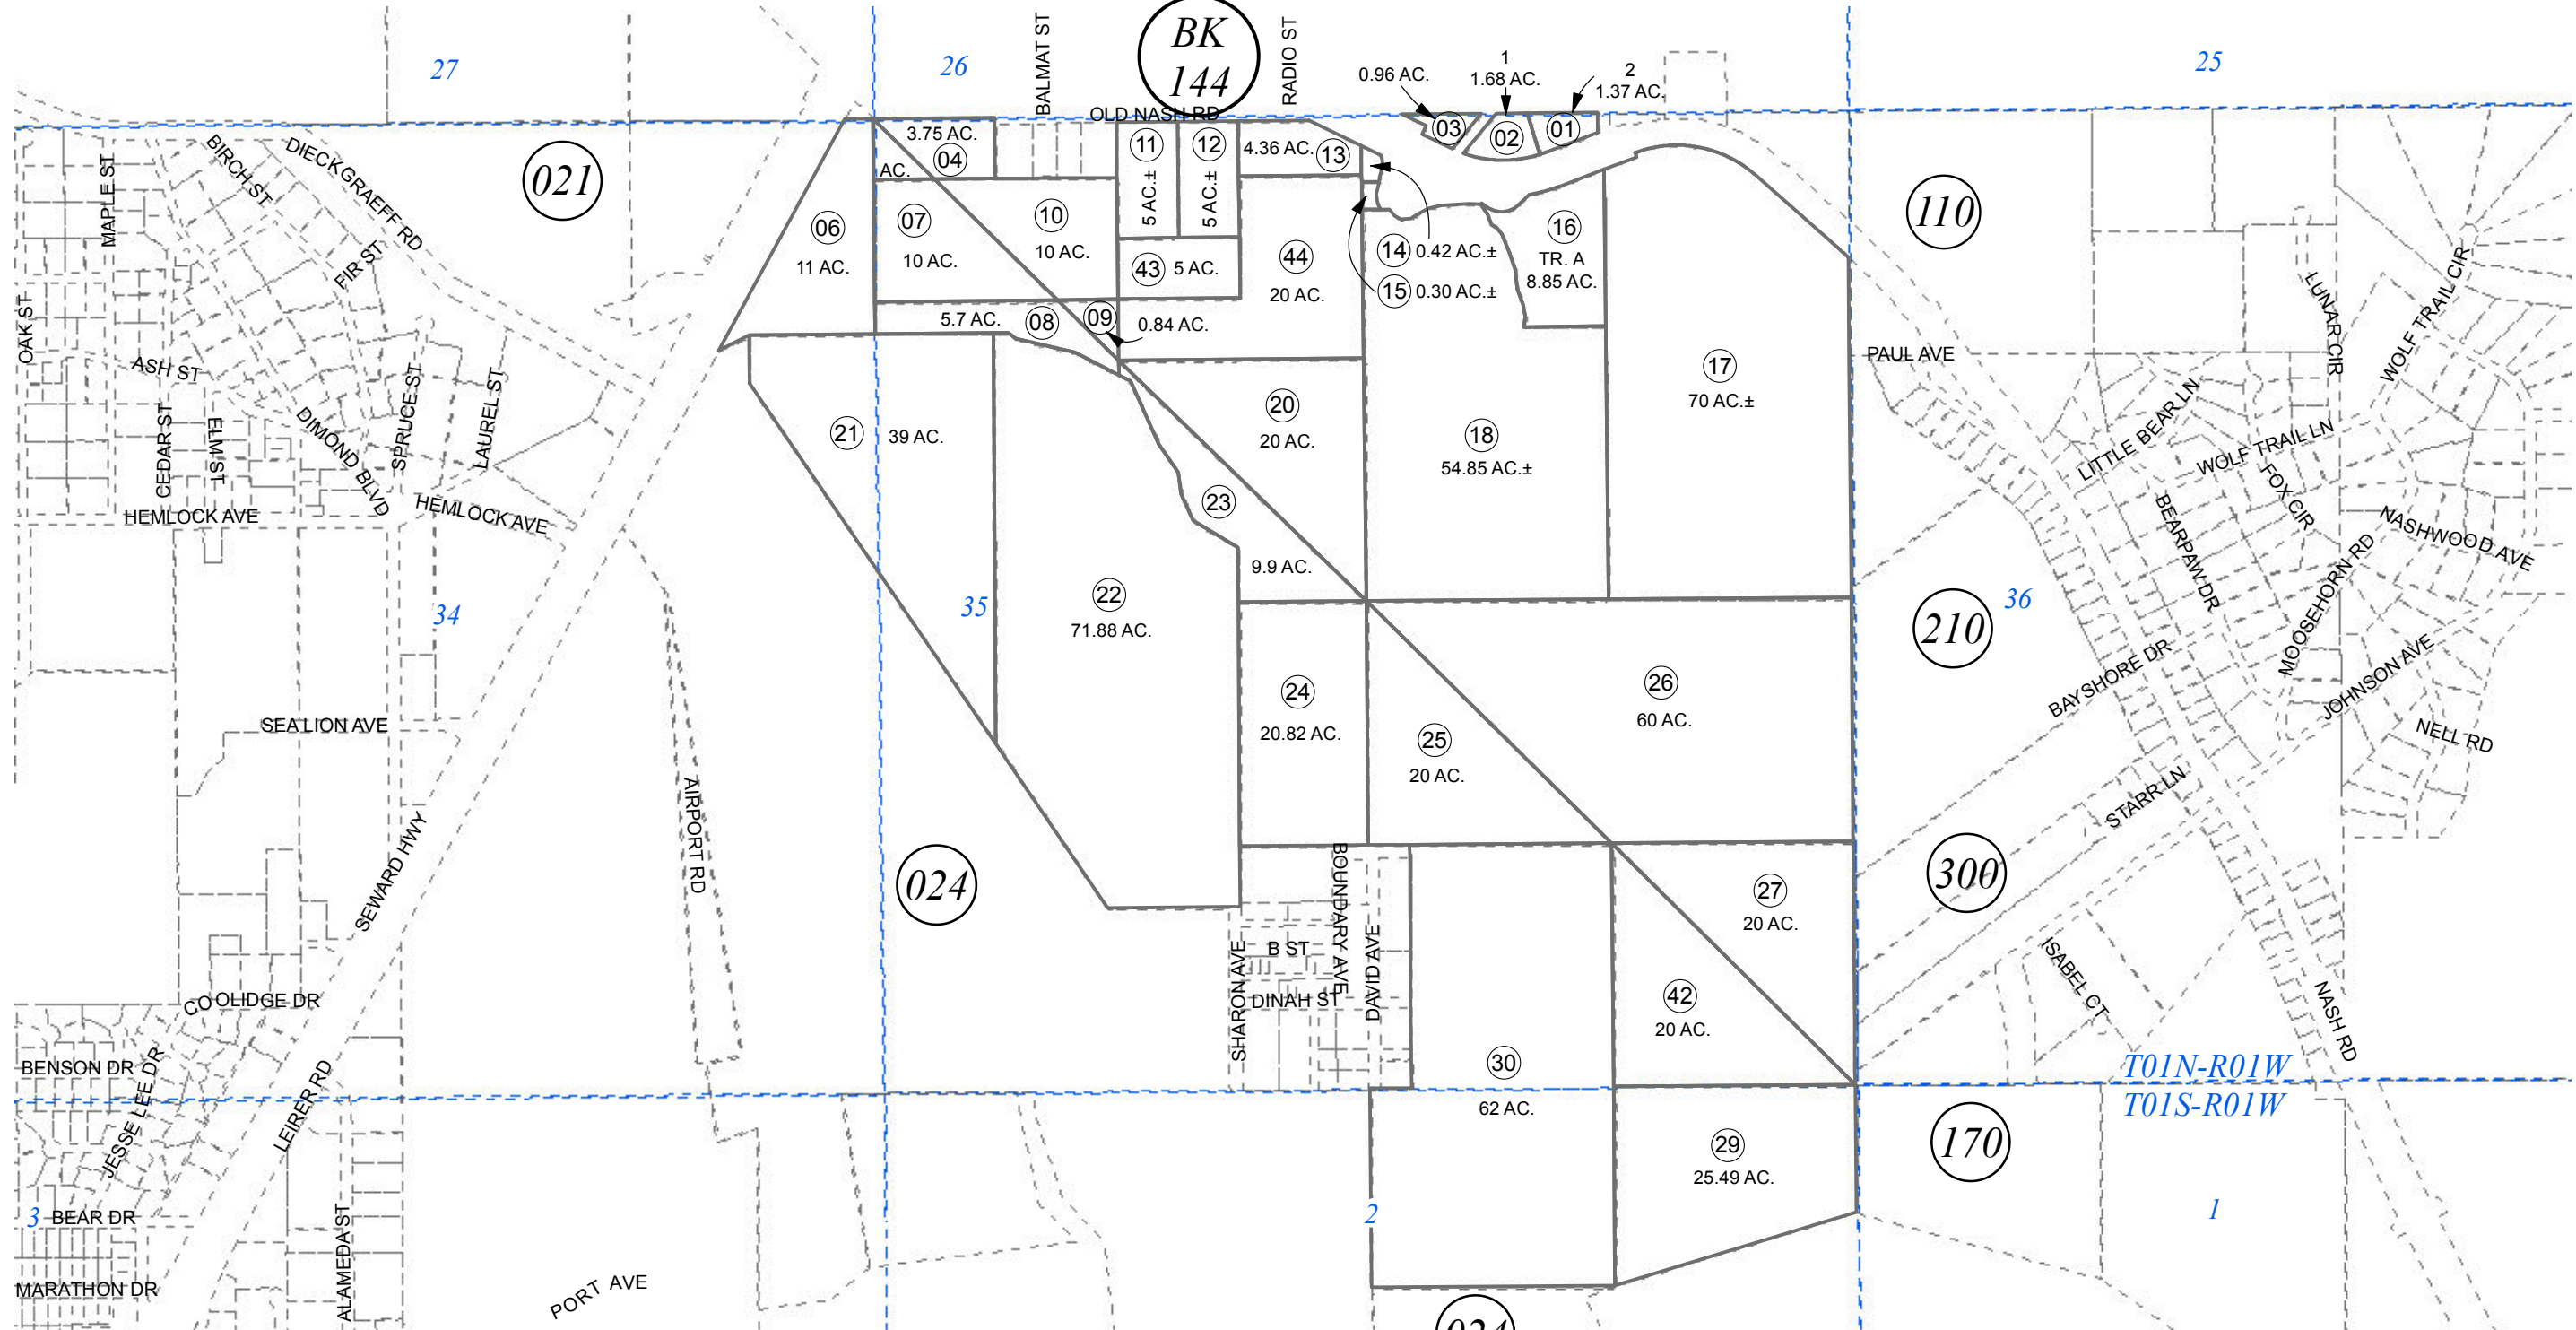 BK
144
27
26
25
BALMAT ST
RADIO ST
OLD NASH RD
0.96 AC.
1
1.68 AC.
2
1.37 AC.
03
02
01
021
MAPLE ST
BIRCH ST
DIECKGRAEFF RD
FIR ST
OAK ST
ASH ST
CEDAR ST
ELM ST
DIMOND BLVD
SPRUCE ST
LAUREL ST
HEMLOCK AVE
HEMLOCK AVE
3.75 AC.
04
AC.
06
11 AC.
07
10 AC.
10
10 AC.
11
5 AC.±
12
5 AC.±
4.36 AC.
13
43
5 AC.
44
20 AC.
14
0.42 AC.±
15
0.30 AC.±
16
TR. A
8.85 AC.
5.7 AC.
08
09
0.84 AC.
17
70 AC.±
18
54.85 AC.±
20
20 AC.
21
39 AC.
23
9.9 AC.
22
71.88 AC.
24
20.82 AC.
25
20 AC.
26
60 AC.
27
20 AC.
42
20 AC.
30
62 AC.
29
25.49 AC.
34
35
36
110
210
300
170
024
024
PAUL AVE
LUNAR CIR
WOLF TRAIL CIR
LITTLE BEAR LN
WOLF TRAIL LN
FOX CIR
BEARPAW DR
NASHWOOD AVE
MOOSEHORN RD
BAYSHORE DR
JOHNSON AVE
NELL RD
STARR LN
ISABEL CT
NASH RD
SEA LION AVE
SEWARD HWY
AIRPORT RD
COOLIDGE DR
BENSON DR
JESSE LEE DR
LEIRER RD
BEAR DR
MARATHON DR
ALAMEDA ST
PORT AVE
SHARON AVE
B ST
DINAH ST
BOUNDARY AVE
DAVID AVE
T01N-R01W
T01S-R01W
3
2
1